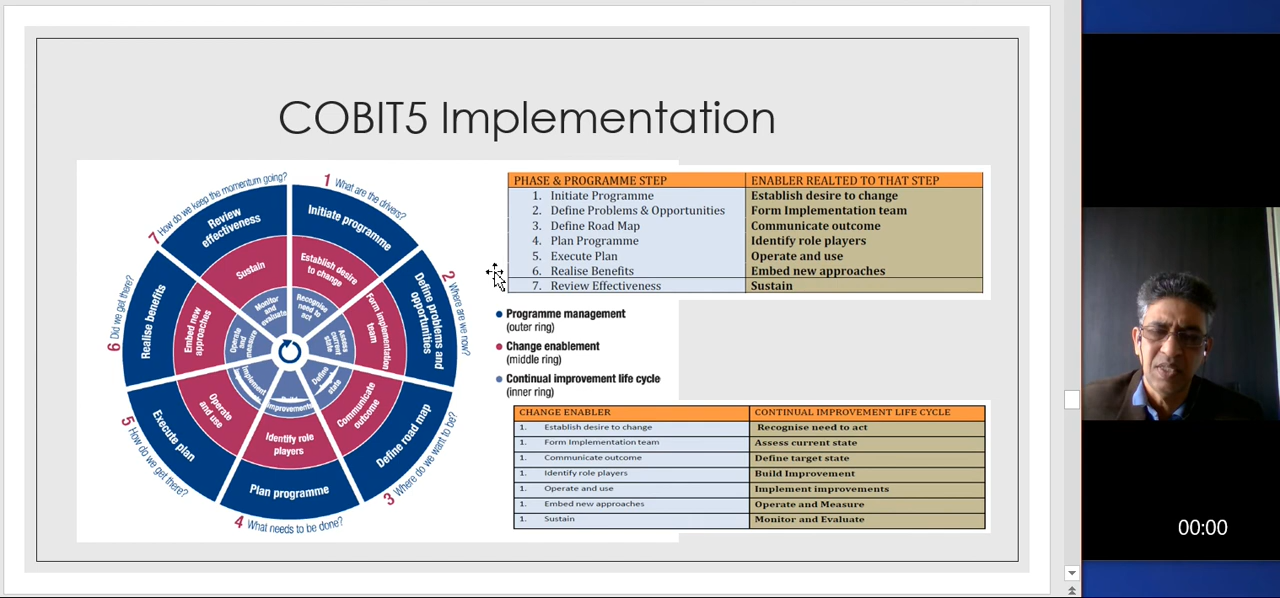 COBIT5 Implementation
1 What are the drivers?
2 Where are we now?
3 Where do we want to be?
4 What needs to be done?
5 How do we get there?
6 Did we get there?
7 How do we keep the momentum going?
Initiate programme
Define problems and
opportunities
Define road map
Plan programme
Execute plan
Realise benefits
Review
effectiveness
Establish desire
to change
Form implementation
team
Communicate
outcome
Identify role
players
Operate
and use
Embed new
approaches
Sustain
Recognise
need to
act
Assess
current
state
Define
state
Build
improvements
Implement
Operate
and
measure
Monitor
and
evaluate
PHASE & PROGRAMME STEP ENABLER REALTED TO THAT STEP
1. Initiate Programme Establish desire to change
2. Define Problems & Opportunities Form Implementation team
3. Define Road Map Communicate outcome
4. Plan Programme Identify role players
5. Execute Plan Operate and use
6. Realise Benefits Embed new approaches
7. Review Effectiveness Sustain
Programme management
(outer ring)
Change enablement
(middle ring)
Continual improvement life cycle
(inner ring)
CHANGE ENABLER CONTINUAL IMPROVEMENT LIFE CYCLE
1. Establish desire to change Recognise need to act
1. Form Implementation team Assess current state
1. Communicate outcome Define target state
1. Identify role players Build Improvement
1. Operate and use Implement improvements
1. Embed new approaches Operate and Measure
1. Sustain Monitor and Evaluate
00:00